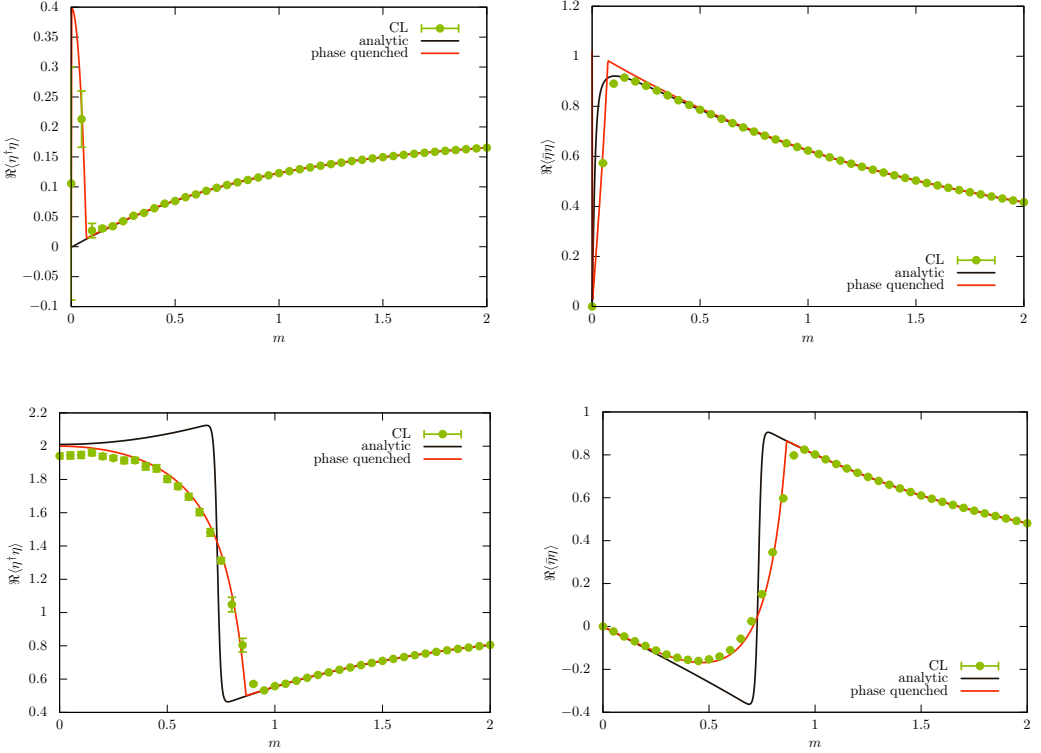 0.4
0.35
0.3
0.25
0.2
0.15
0.1
0.05
0
−0.05
−0.1
ℜ⟨η†η⟩
CL
analytic
phase quenched
0 0.5 1 1.5 2
m
1.2
1
0.8
0.6
0.4
0.2
0
ℜ⟨η̄η⟩
CL
analytic
phase quenched
0 0.5 1 1.5 2
m
2.2
2
1.8
1.6
1.4
1.2
1
0.8
0.6
0.4
ℜ⟨η†η⟩
CL
analytic
phase quenched
0 0.5 1 1.5 2
m
1
0.8
0.6
0.4
0.2
0
−0.2
−0.4
ℜ⟨η̄η⟩
CL
analytic
phase quenched
0 0.5 1 1.5 2
m